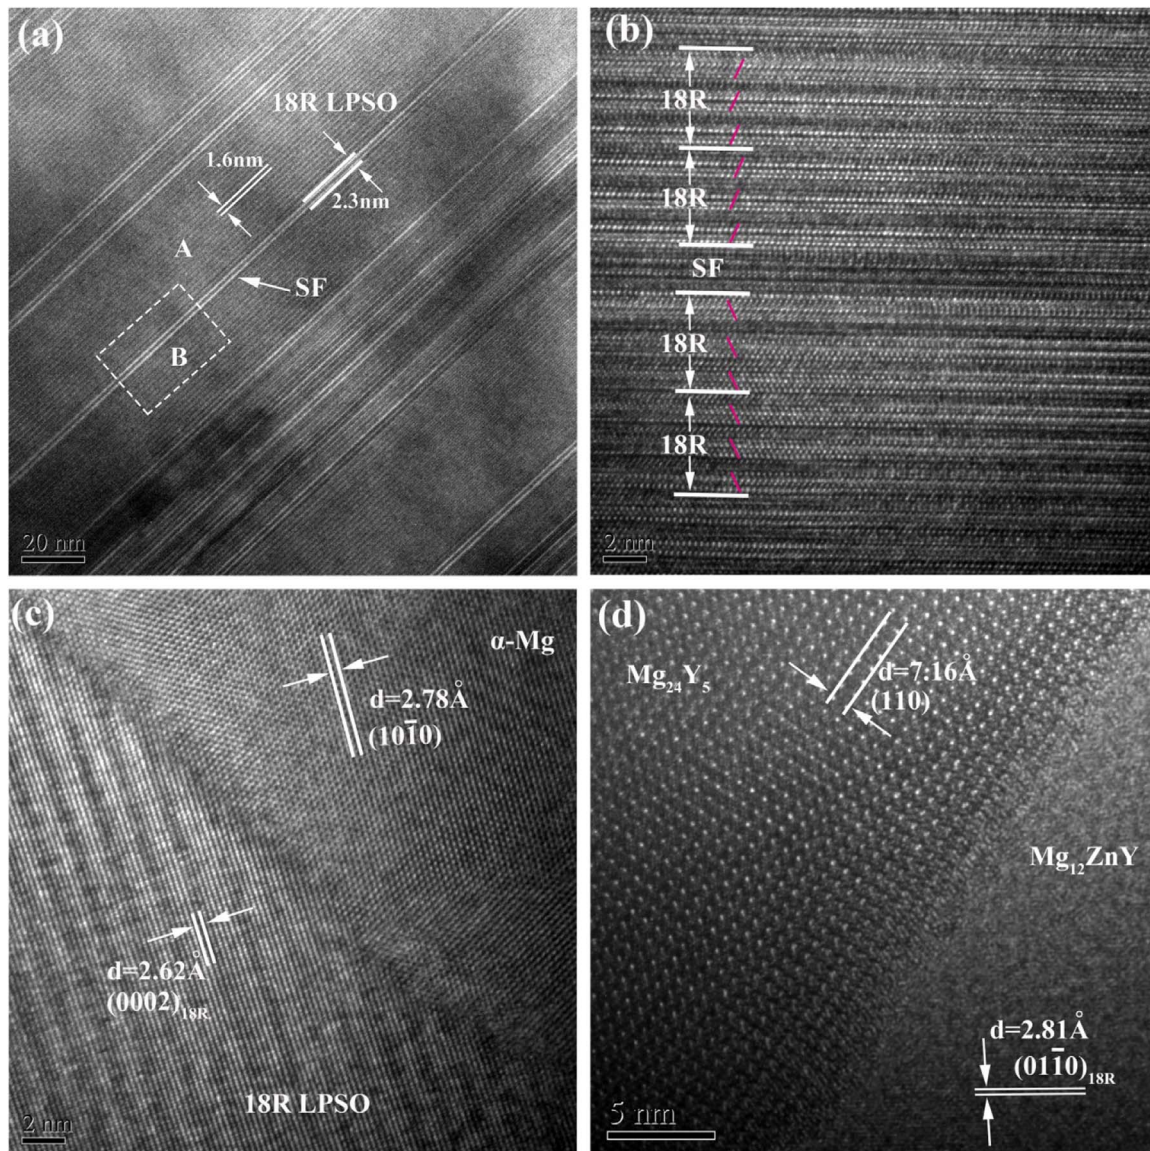 (a)
18R LPSO
1.6nm
2.3nm
A
SF
B
20 nm
(b)
18R
18R
SF
18R
18R
2 nm
(c)
α-Mg
d=2.78Å
(101̄0)
d=2.62Å
(0002)₁₈R
18R LPSO
2 nm
(d)
Mg₂₄Y₅
d=7.16Å
(110)
Mg₁₂ZnY
d=2.81Å
(011̄0)₁₈R
5 nm